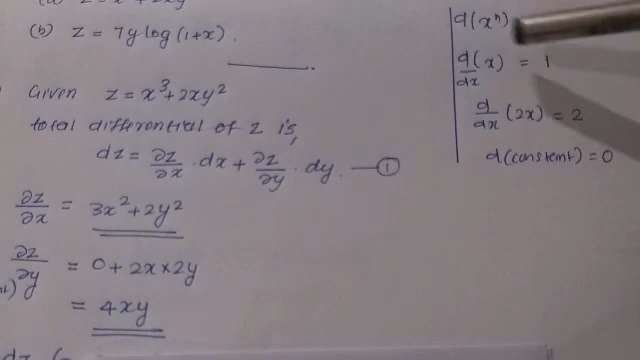 (b) z = 7y log(1+x).
Given z = x³+2xy²
total differential of z is,
dz = ∂z/∂x · dx + ∂z/∂y · dy. — ①
∂z/∂x = 3x²+2y²
∂z/∂y = 0+2x×2y
= 4xy
d(xⁿ)
d/dx (x) = 1
d/dx (2x) = 2
d(constant) = 0